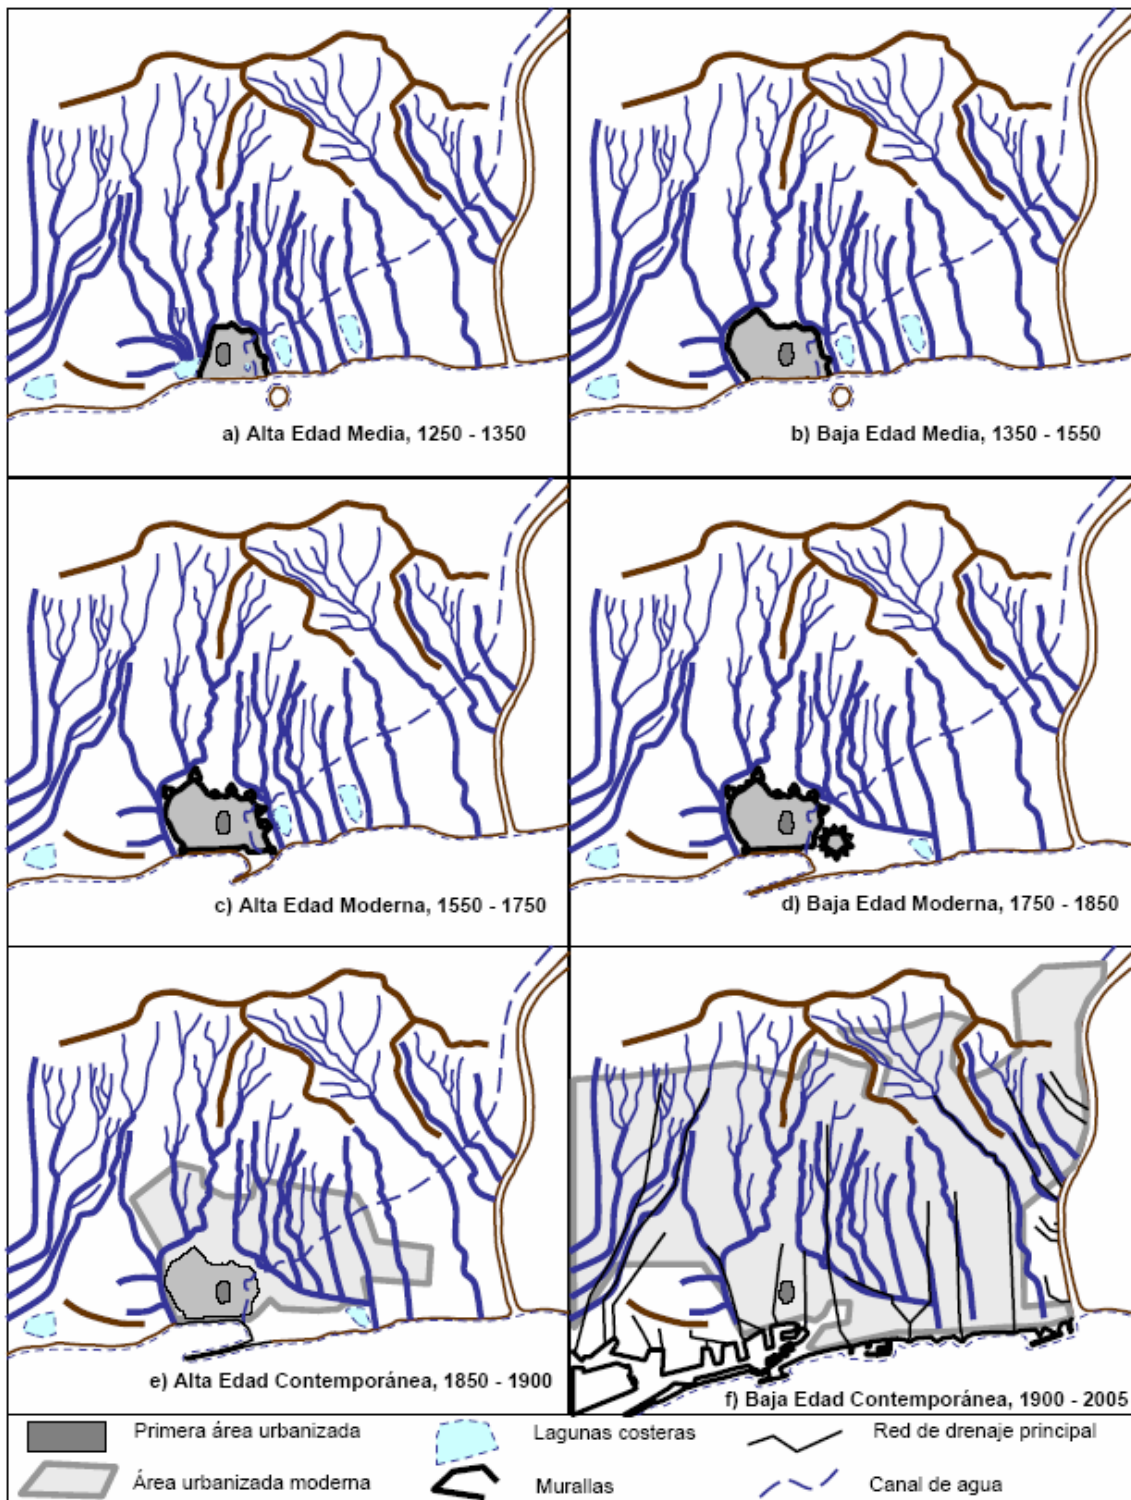 a) Alta Edad Media, 1250 - 1350
b) Baja Edad Media, 1350 - 1550
c) Alta Edad Moderna, 1550 - 1750
d) Baja Edad Moderna, 1750 - 1850
e) Alta Edad Contemporánea, 1850 - 1900
f) Baja Edad Contemporánea, 1900 - 2005
Primera área urbanizada
Lagunas costeras
Red de drenaje principal
Área urbanizada moderna
Murallas
Canal de agua